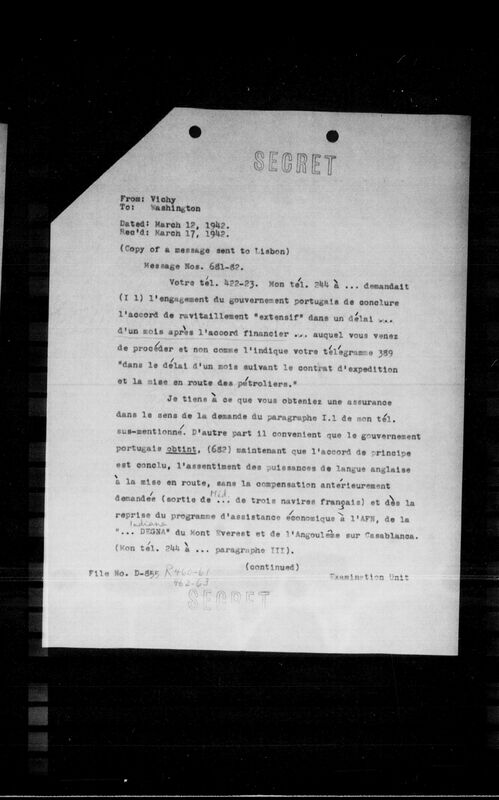 SECRET
From: Vichy
To: Washington
Dated: March 12, 1942.
Rec'd: March 17, 1942.
(Copy of a message sent to Lisbon)
Message Nos. 681-82.
Votre tél. 422-23. Mon tél. 244 à ... demandait
(I 1) l'engagement du gouvernement portugais de conclure
l'accord de ravitaillement "extensif" dans un délai ...
d'un mois après l'accord financier ... auquel vous venez
de procéder et non comme l'indique votre télégramme 389
"dans le délai d'un mois suivant le contrat d'expedition
et la mise en route des pétroliers."
Je tiens à ce que vous obteniez une assurance
dans le sens de la demande du paragraphe I.1 de mon tél.
sus-mentionné. D'autre part il convenient que le gouvernement
portugais obtint, (682) maintenant que l'accord de principe
est conclu, l'assentiment des puissances de langue anglaise
à la mise en route, sans la compensation antérieurement
Méd.
demandée (sortie de ... de trois navires français) et dès la
reprise du programme d'assistance économique à l'AFN, de la
Indiana
"... DEGNA" du Mont Everest et de l'Angoulême sur Casablanca.
(Mon tél. 244 à ... paragraphe III).
(continued)
File No. D-855 R460-61
462-63
Examination Unit
SECRET